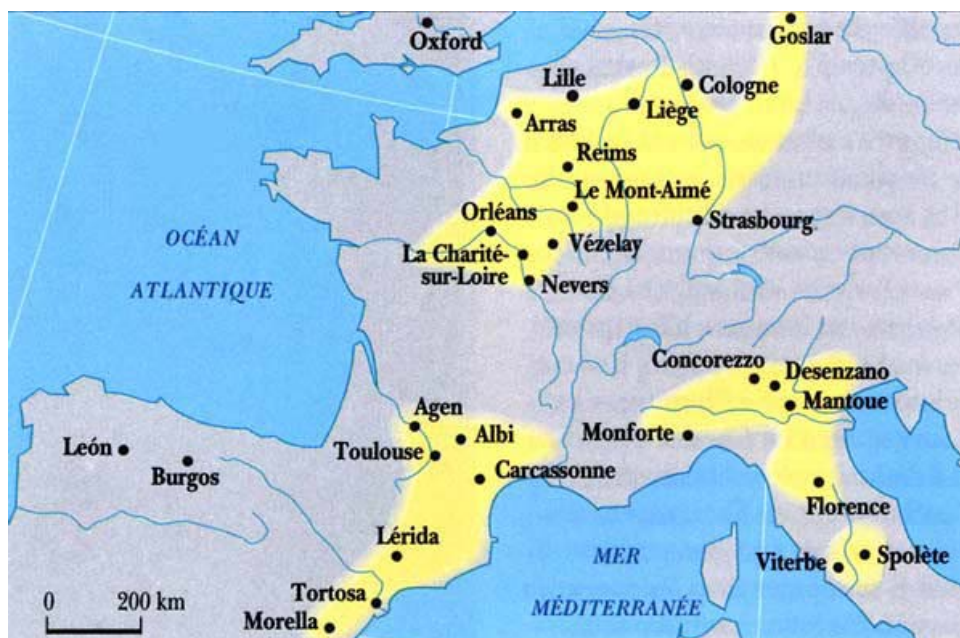 Oxford
Goslar
Lille
Cologne
Arras
Liège
Reims
Le Mont-Aimé
Orléans
Strasbourg
La Charité-
sur-Loire
Vézelay
Nevers
OCÉAN
ATLANTIQUE
Concorezzo
Desenzano
Mantoue
Agen
Albi
Monforte
León
Toulouse
Burgos
Carcassonne
Florence
Lérida
MER
MÉDITERRANÉE
Viterbe
Spolète
Tortosa
0 200 km
Morella